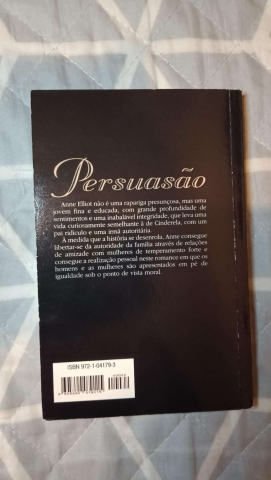 Persuasão
Anne Elliot não é uma rapariga presunçosa, mas uma
jovem fina e educada, com grande profundidade de
sentimentos e uma inabalável integridade, que leva uma
vida curiosamente semelhante à de Cinderela, com um
pai ridículo e uma irmã autoritária.
À medida que a história se desenrola, Anne consegue
libertar-se da autoridade da família através de relações
de amizade com mulheres de temperamento forte e
consegue a realização pessoal neste romance em que os
homens e as mulheres são apresentados em pé de
igualdade sob o ponto de vista moral.
ISBN 972-1-04179-3